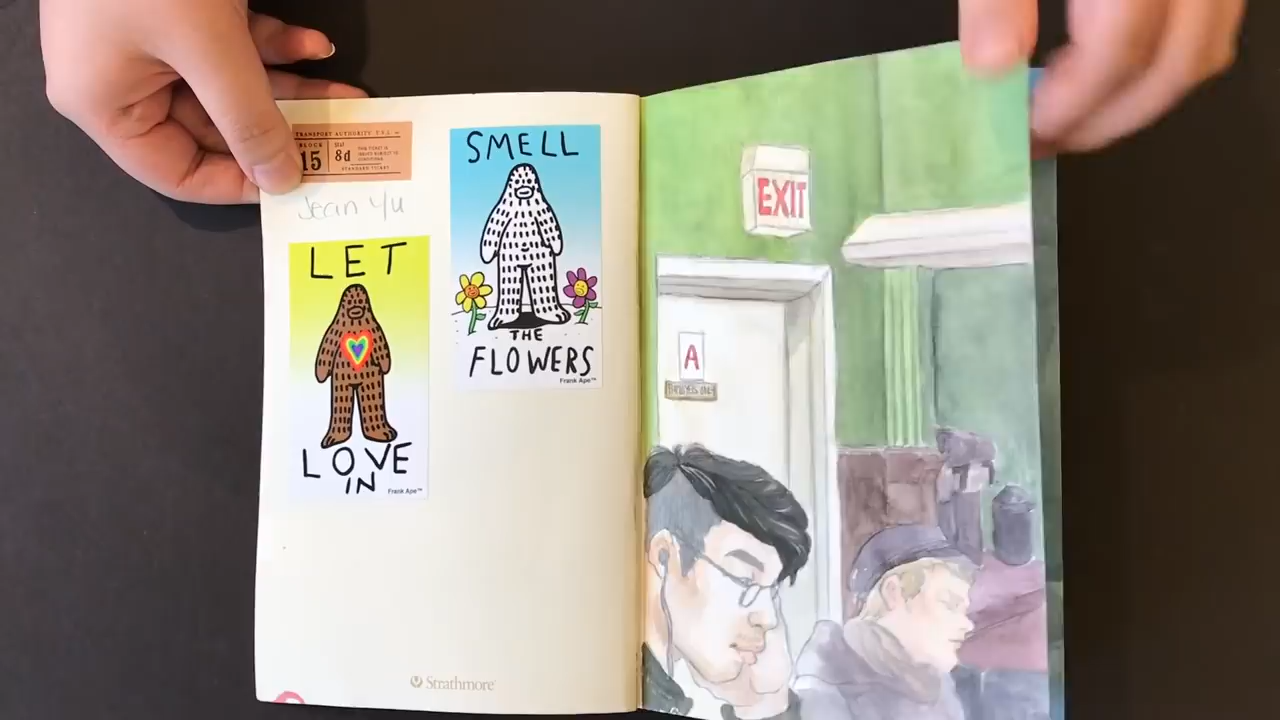 TRANSPORT AUTHORITY
BLOCK
15
8d
STANDARD TICKET
Jean Yu
LET
LOVE
IN
Frank Ape™
SMELL
THE
FLOWERS
Frank Ape™
Strathmore®
EXIT
A